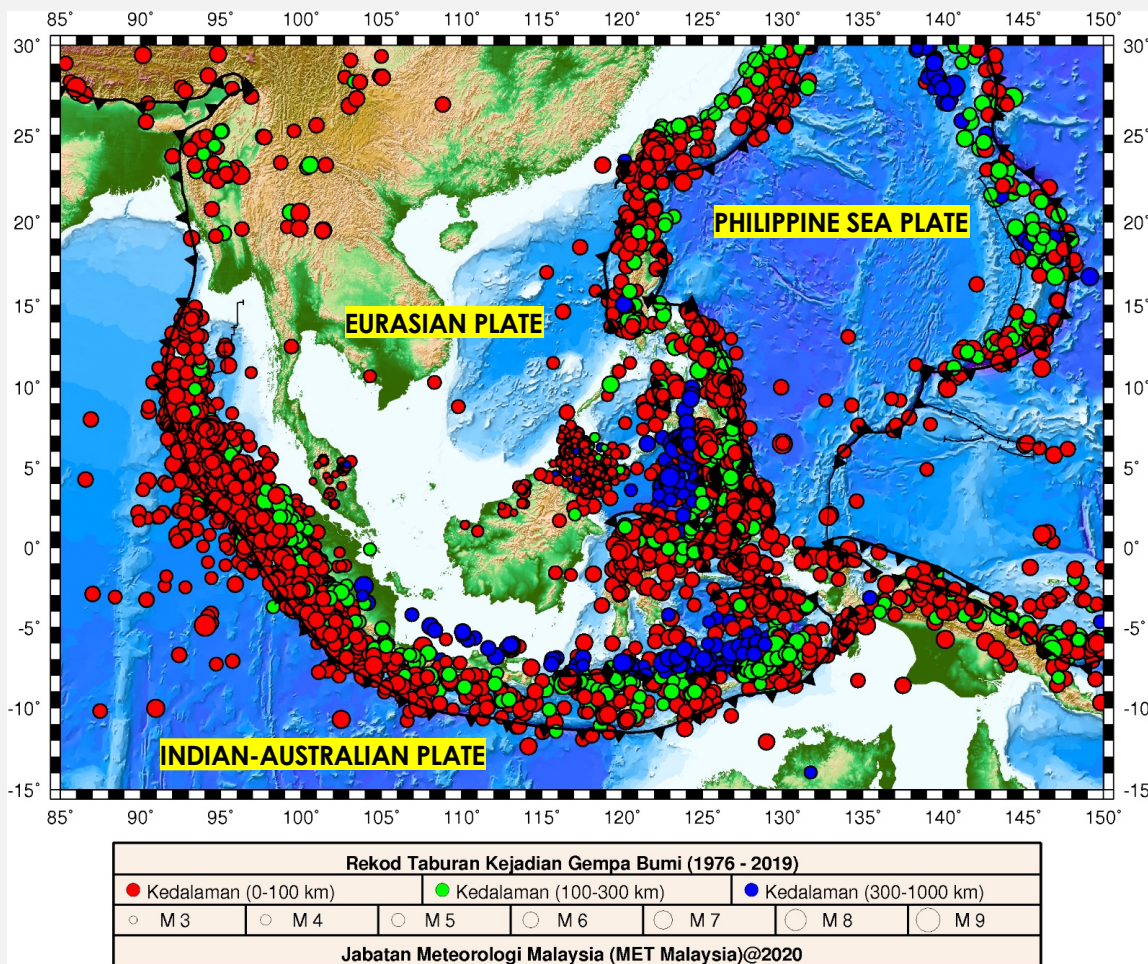 85˚ 90˚ 95˚ 100˚ 105˚ 110˚ 115˚ 120˚ 125˚ 130˚ 135˚ 140˚ 145˚ 150˚
30˚ 30˚
25˚ 25˚
20˚ 20˚
PHILIPPINE SEA PLATE
15˚ 15˚
EURASIAN PLATE
10˚ 10˚
5˚ 5˚
0˚ 0˚
-5˚ -5˚
-10˚ -10˚
INDIAN-AUSTRALIAN PLATE
-15˚ -15˚
85˚ 90˚ 95˚ 100˚ 105˚ 110˚ 115˚ 120˚ 125˚ 130˚ 135˚ 140˚ 145˚ 150˚
Rekod Taburan Kejadian Gempa Bumi (1976 - 2019)
Kedalaman (0-100 km) Kedalaman (100-300 km) Kedalaman (300-1000 km)
M 3 M 4 M 5 M 6 M 7 M 8 M 9
Jabatan Meteorologi Malaysia (MET Malaysia)@2020